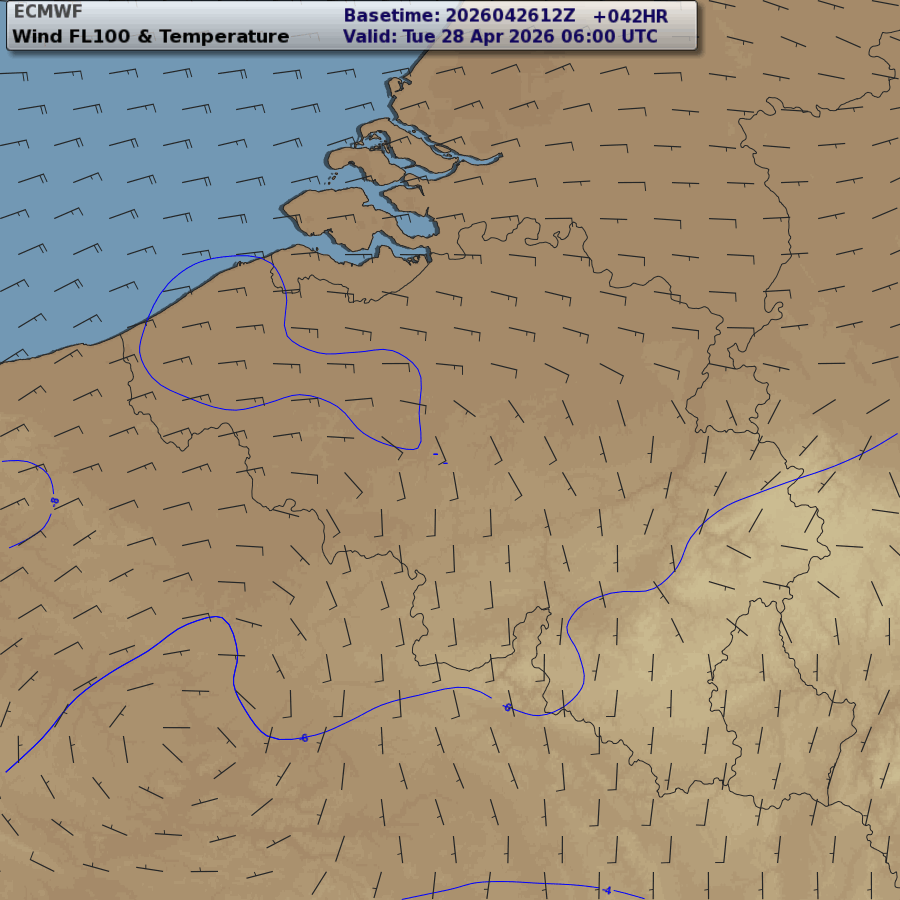 ECMWF
Basetime: 2026042612Z +042HR
Wind FL100 & Temperature
Valid: Tue 28 Apr 2026 06:00 UTC
-8
-6
-6
-4